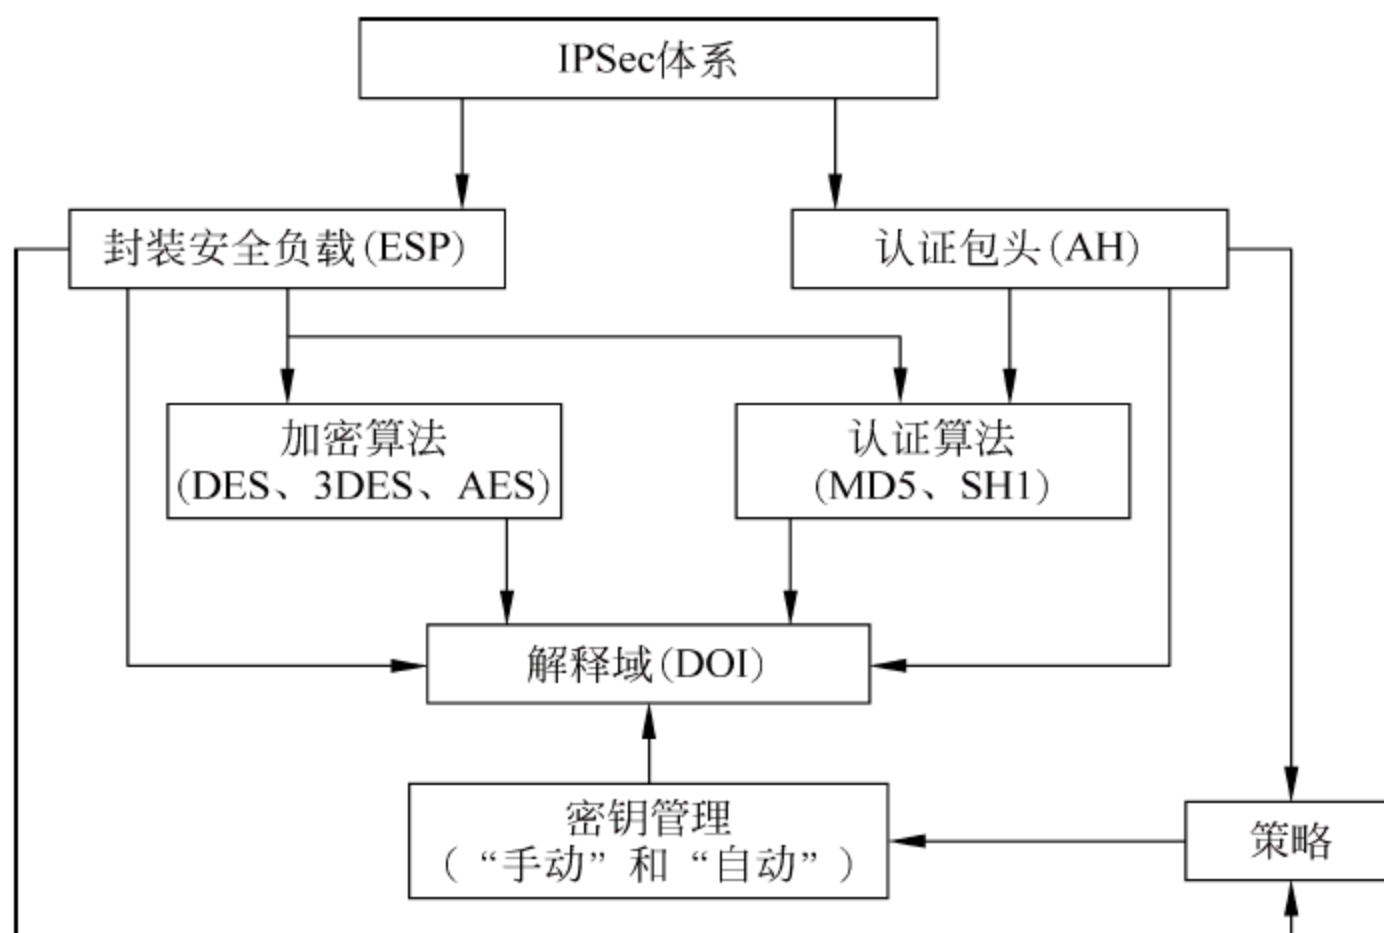 IPSec体系
封装安全负载(ESP)
认证包头(AH)
加密算法
(DES、3DES、AES)
认证算法
(MD5、SH1)
解释域(DOI)
密钥管理
(“手动”和“自动”)
策略